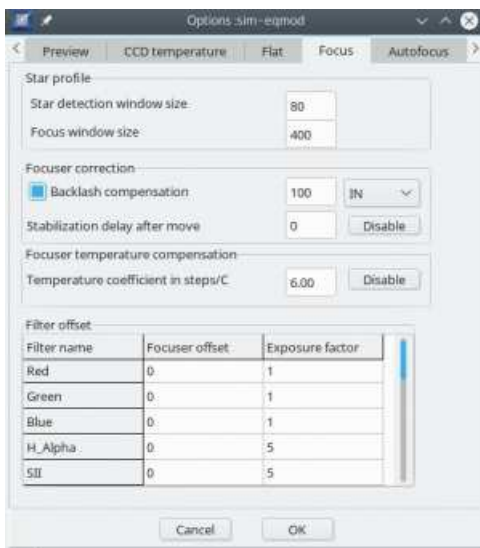 Options :sim-eqmod
Preview CCD temperature Flat Focus Autofocus
Star profile
Star detection window size 80
Focus window size 400
Focuser correction
Backlash compensation 100 IN
Stabilization delay after move 0 Disable
Focuser temperature compensation
Temperature coefficient in steps/C 6.00 Disable
Filter offset
Filter name Focuser offset Exposure factor
Red 0 1
Green 0 1
Blue 0 1
H_Alpha 0 5
SII 0 5
Cancel OK